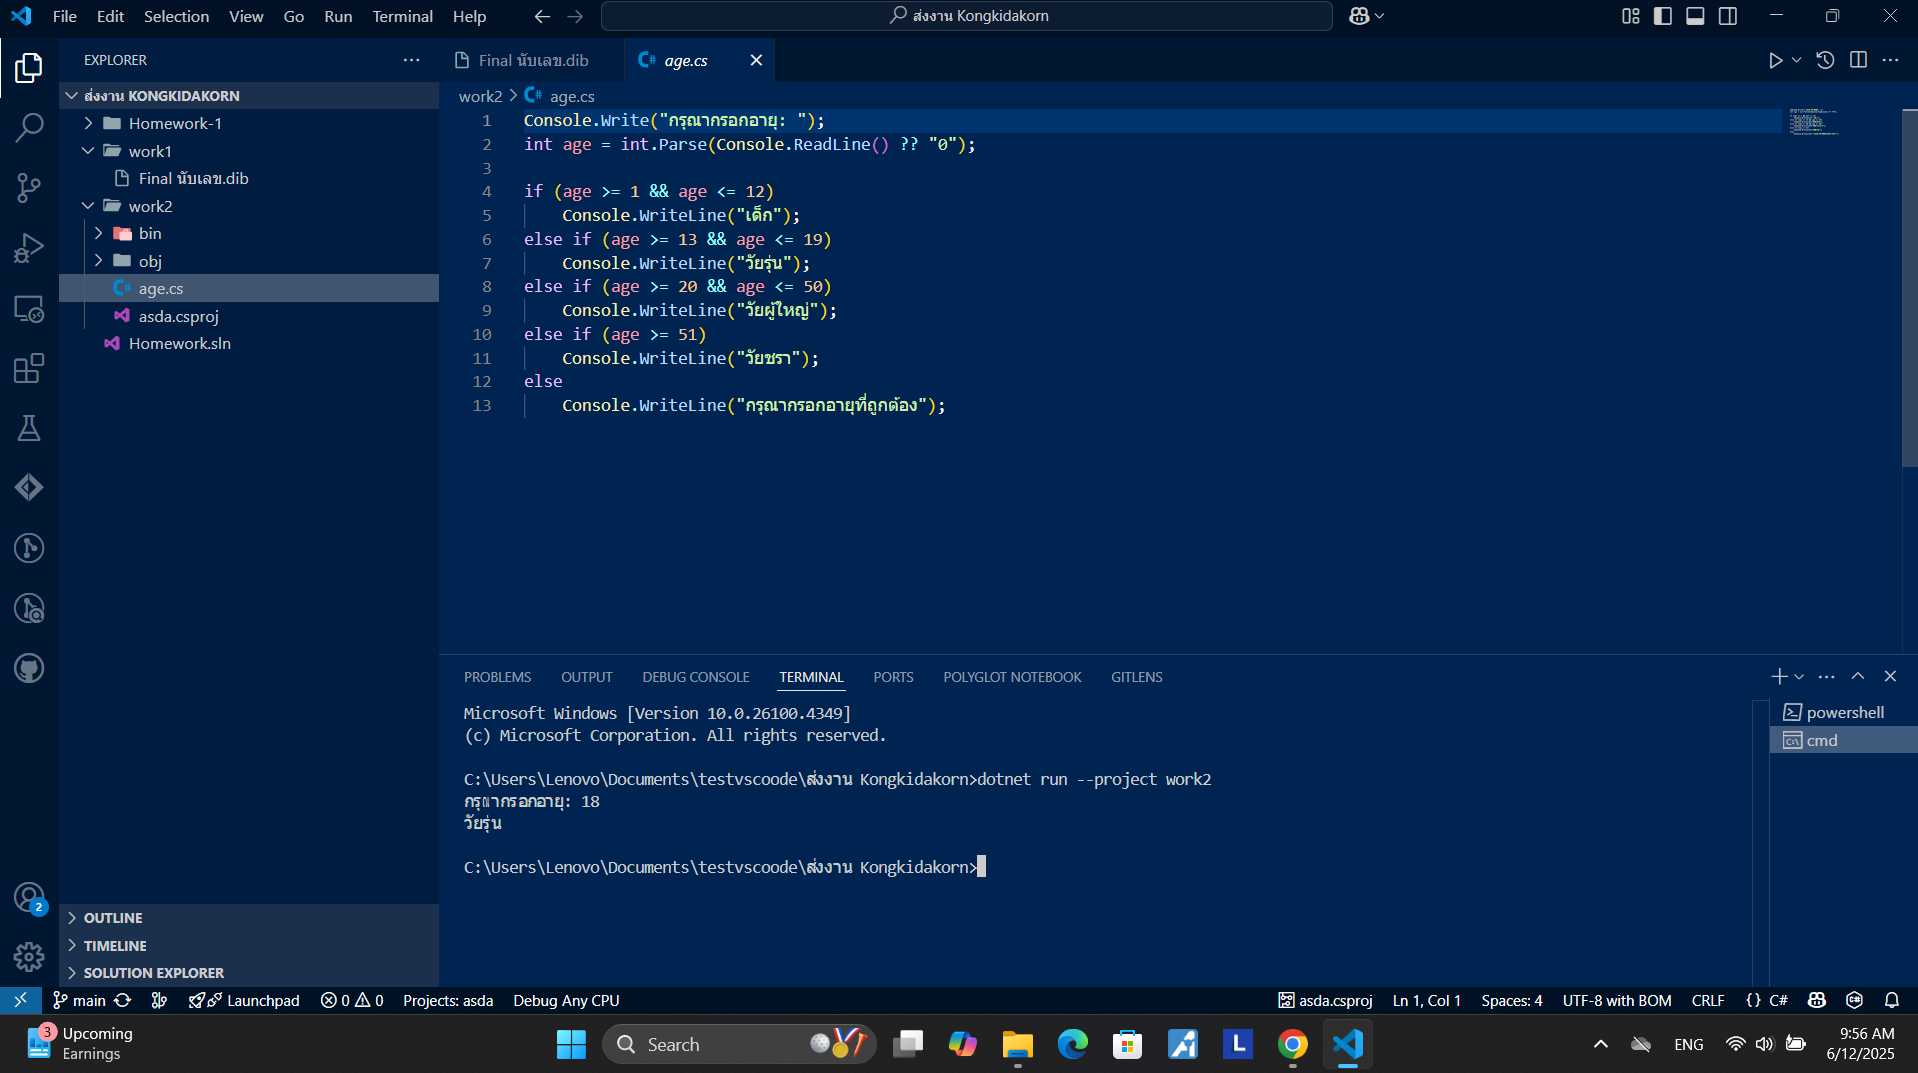 File Edit Selection View Go Run Terminal Help
ส่งงาน Kongkidakorn
EXPLORER
ส่งงาน KONGKIDAKORN
Homework-1
work1
Final นับเลข.dib
work2
bin
obj
age.cs
asda.csproj
Homework.sln
OUTLINE
TIMELINE
SOLUTION EXPLORER
Final นับเลข.dib
age.cs
work2 > age.cs
1 Console.Write("กรุณากรอกอายุ: ");
2 int age = int.Parse(Console.ReadLine() ?? "0");
3
4 if (age >= 1 && age <= 12)
5 Console.WriteLine("เด็ก");
6 else if (age >= 13 && age <= 19)
7 Console.WriteLine("วัยรุ่น");
8 else if (age >= 20 && age <= 50)
9 Console.WriteLine("วัยผู้ใหญ่");
10 else if (age >= 51)
11 Console.WriteLine("วัยชรา");
12 else
13 Console.WriteLine("กรุณากรอกอายุที่ถูกต้อง");
PROBLEMS OUTPUT DEBUG CONSOLE TERMINAL PORTS POLYGLOT NOTEBOOK GITLENS
Microsoft Windows [Version 10.0.26100.4349]
(c) Microsoft Corporation. All rights reserved.
C:\Users\Lenovo\Documents\testvscoode\ส่งงาน Kongkidakorn>dotnet run --project work2
กรุณากรอกอายุ: 18
วัยรุ่น
C:\Users\Lenovo\Documents\testvscoode\ส่งงาน Kongkidakorn>
powershell
cmd
2
main Launchpad 0 0 Projects: asda Debug Any CPU
asda.csproj Ln 1, Col 1 Spaces: 4 UTF-8 with BOM CRLF {} C#
3
Upcoming
Earnings
Search
L
ENG
9:56 AM
6/12/2025